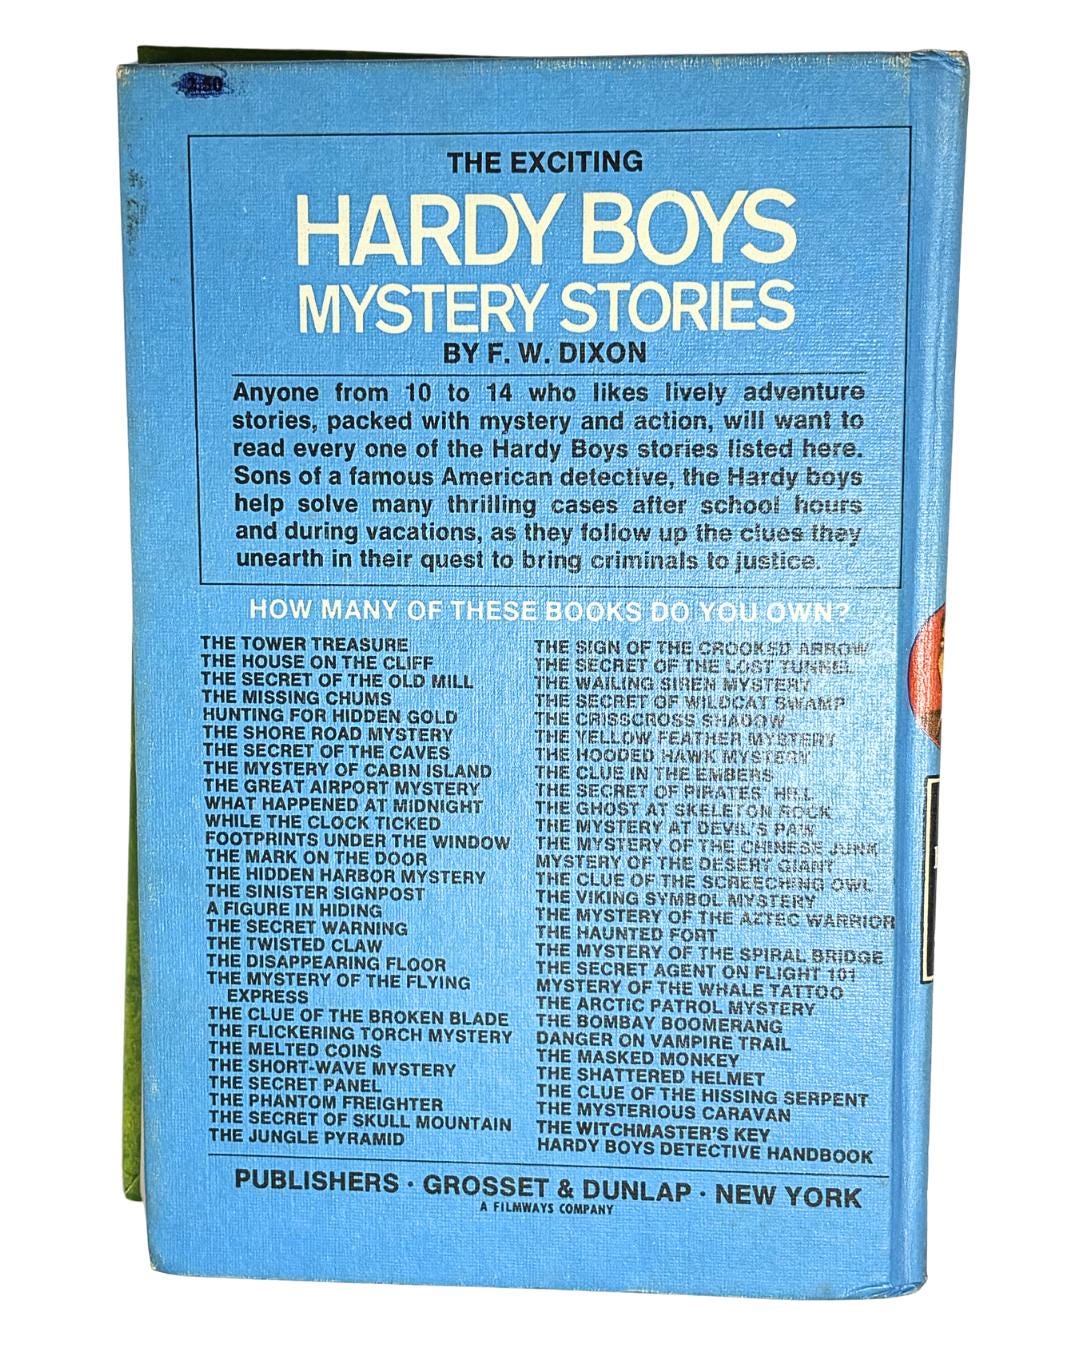 2.50
THE EXCITING
HARDY BOYS
MYSTERY STORIES
BY F. W. DIXON
Anyone from 10 to 14 who likes lively adventure
stories, packed with mystery and action, will want to
read every one of the Hardy Boys stories listed here.
Sons of a famous American detective, the Hardy boys
help solve many thrilling cases after school hours
and during vacations, as they follow up the clues they
unearth in their quest to bring criminals to justice.
HOW MANY OF THESE BOOKS DO YOU OWN?
THE TOWER TREASURE
THE HOUSE ON THE CLIFF
THE SECRET OF THE OLD MILL
THE MISSING CHUMS
HUNTING FOR HIDDEN GOLD
THE SHORE ROAD MYSTERY
THE SECRET OF THE CAVES
THE MYSTERY OF CABIN ISLAND
THE GREAT AIRPORT MYSTERY
WHAT HAPPENED AT MIDNIGHT
WHILE THE CLOCK TICKED
FOOTPRINTS UNDER THE WINDOW
THE MARK ON THE DOOR
THE HIDDEN HARBOR MYSTERY
THE SINISTER SIGNPOST
A FIGURE IN HIDING
THE SECRET WARNING
THE TWISTED CLAW
THE DISAPPEARING FLOOR
THE MYSTERY OF THE FLYING
EXPRESS
THE CLUE OF THE BROKEN BLADE
THE FLICKERING TORCH MYSTERY
THE MELTED COINS
THE SHORT-WAVE MYSTERY
THE SECRET PANEL
THE PHANTOM FREIGHTER
THE SECRET OF SKULL MOUNTAIN
THE JUNGLE PYRAMID
THE SIGN OF THE CROOKED ARROW
THE SECRET OF THE LOST TUNNEL
THE WAILING SIREN MYSTERY
THE SECRET OF WILDCAT SWAMP
THE CRISSCROSS SHADOW
THE YELLOW FEATHER MYSTERY
THE HOODED HAWK MYSTERY
THE CLUE IN THE EMBERS
THE SECRET OF PIRATES' HILL
THE GHOST AT SKELETON ROCK
THE MYSTERY AT DEVIL'S PAW
THE MYSTERY OF THE CHINESE JUNK
MYSTERY OF THE DESERT GIANT
THE CLUE OF THE SCREECHING OWL
THE VIKING SYMBOL MYSTERY
THE MYSTERY OF THE AZTEC WARRIOR
THE HAUNTED FORT
THE MYSTERY OF THE SPIRAL BRIDGE
THE SECRET AGENT ON FLIGHT 101
MYSTERY OF THE WHALE TATTOO
THE ARCTIC PATROL MYSTERY
THE BOMBAY BOOMERANG
DANGER ON VAMPIRE TRAIL
THE MASKED MONKEY
THE SHATTERED HELMET
THE CLUE OF THE HISSING SERPENT
THE MYSTERIOUS CARAVAN
THE WITCHMASTER'S KEY
HARDY BOYS DETECTIVE HANDBOOK
PUBLISHERS · GROSSET & DUNLAP · NEW YORK
A FILMWAYS COMPANY